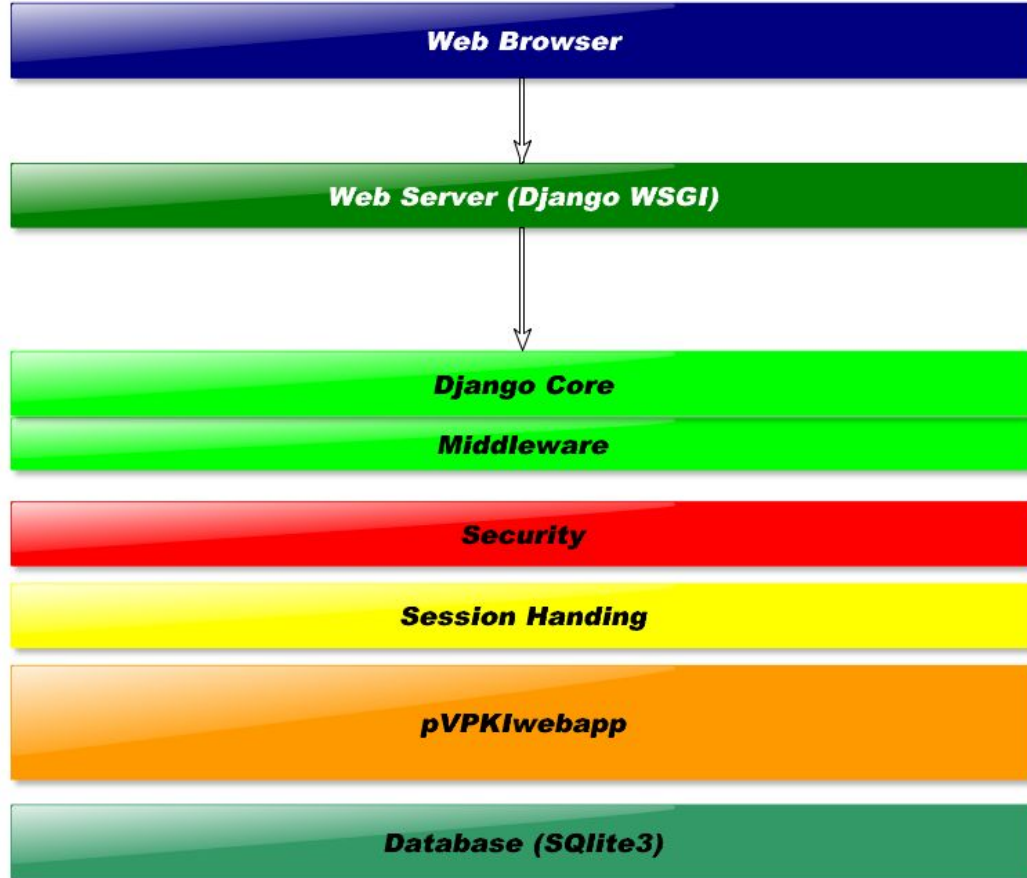 Web Browser
Web Server (Django WSGI)
Django Core
Middleware
Security
Session Handing
pVPKIwebapp
Database (SQlite3)